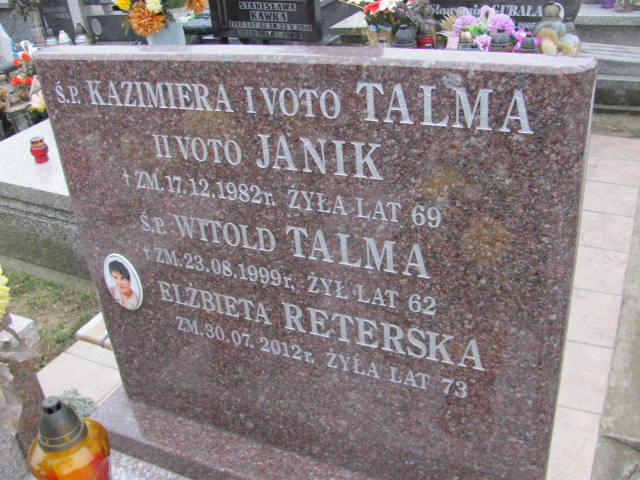 STANISŁAWA
KAWKA
Sławomir GUBAŁA
Ś.P. KAZIMIERA I VOTO TALMA
II VOTO JANIK
† ZM. 17.12.1982r. ŻYŁA LAT 69
Ś.P. WITOLD TALMA
† ZM. 23.08.1999r. ŻYŁ LAT 62
ELŻBIETA RETERSKA
ZM. 30.07.2012r. ŻYŁA LAT 73